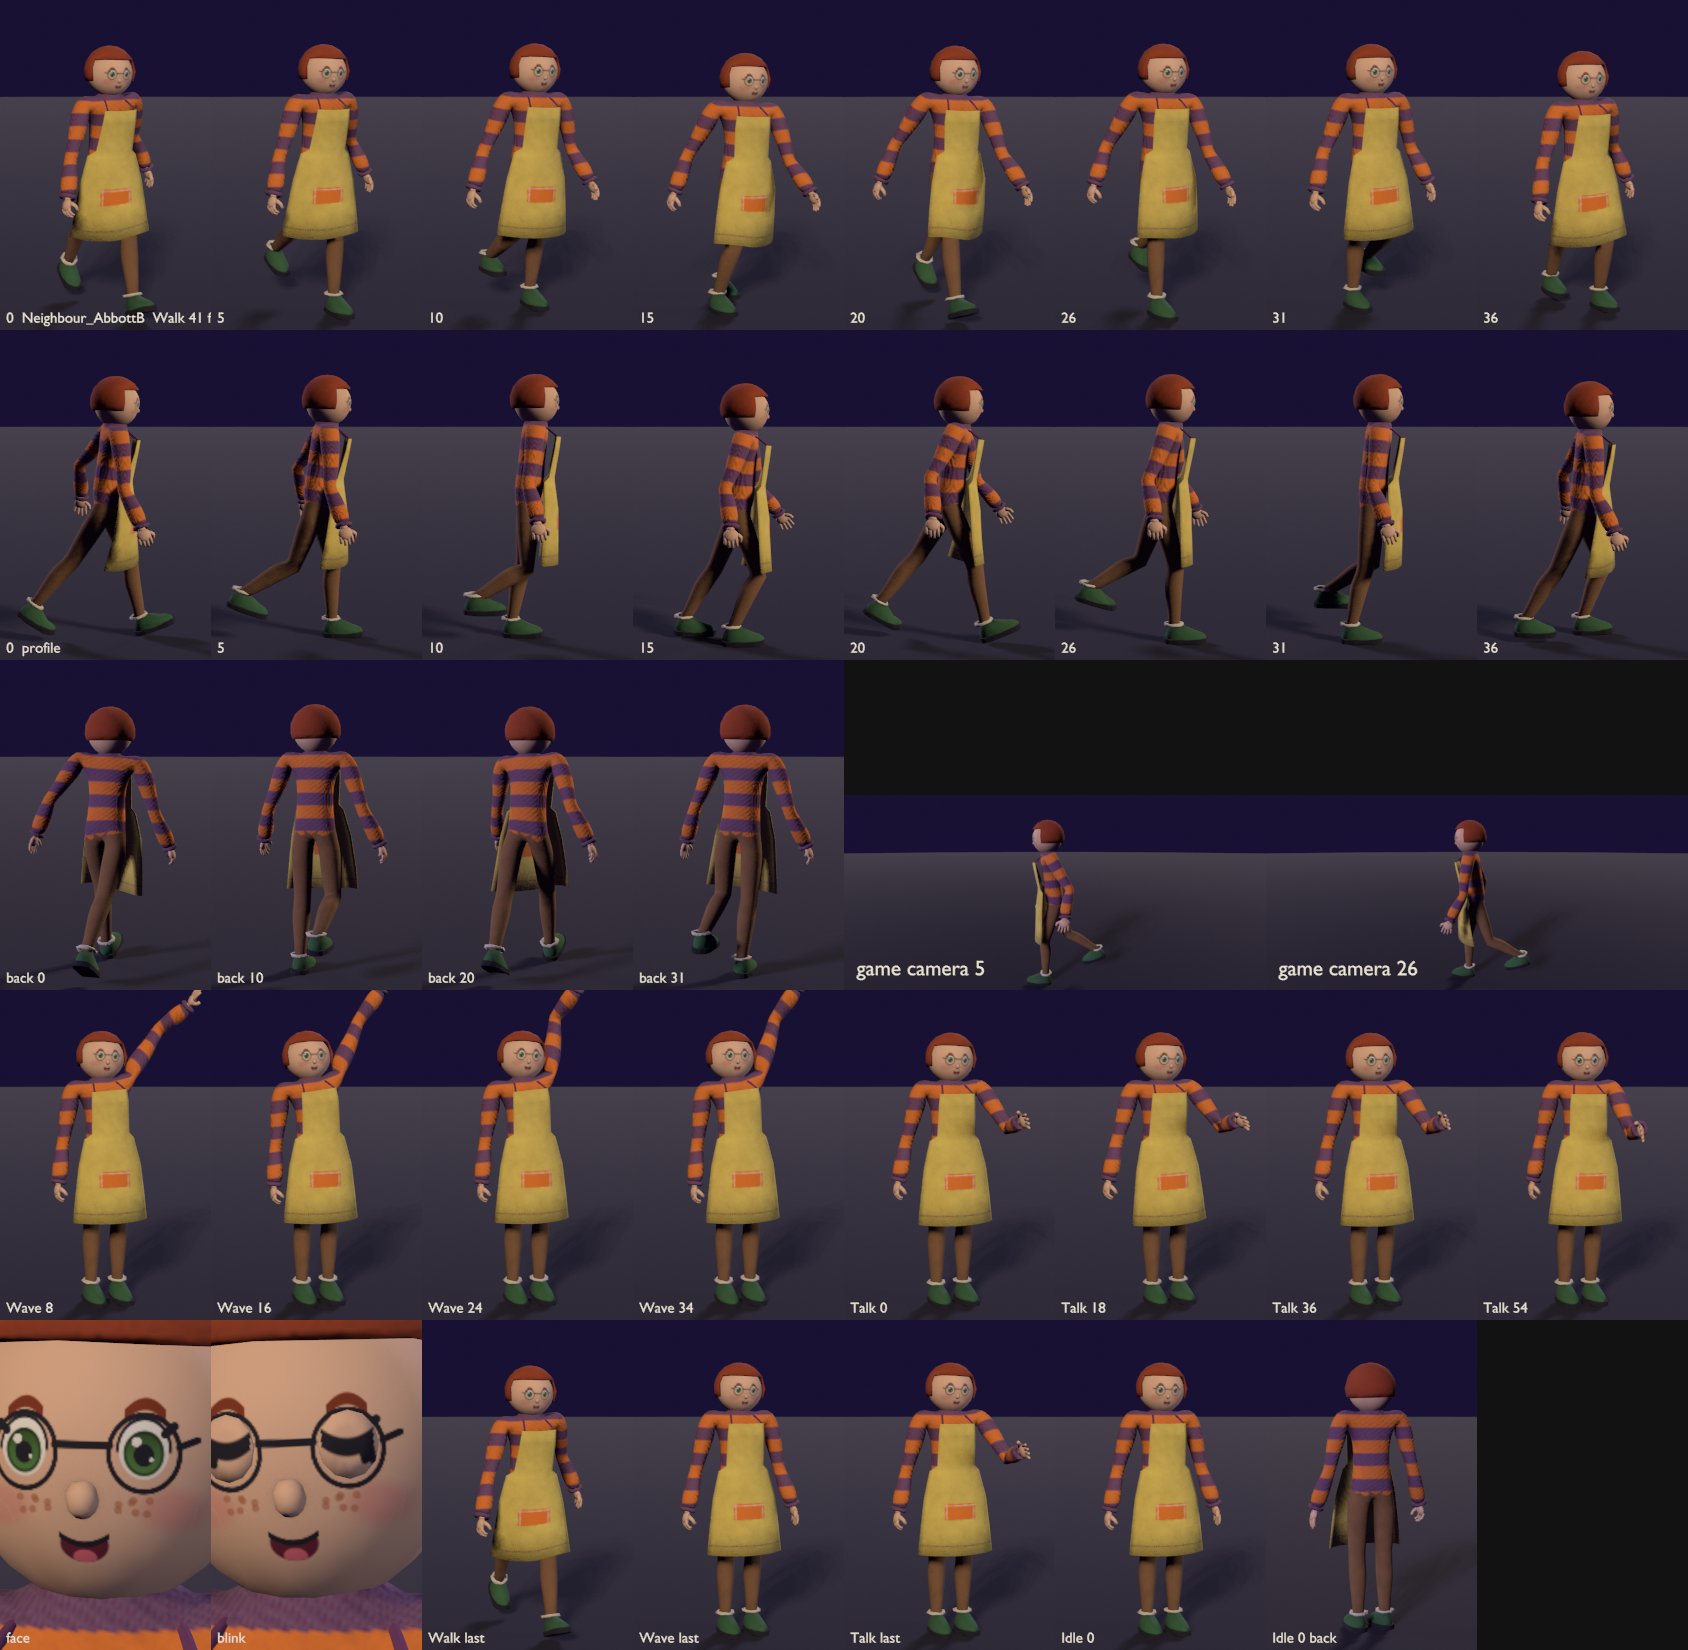 0 Neighbour_AbbottB Walk 41 f
5
10
15
20
26
31
36
0 profile
5
10
15
20
26
31
36
back 0
back 10
back 20
back 31
game camera 5
game camera 26
Wave 8
Wave 16
Wave 24
Wave 34
Talk 0
Talk 18
Talk 36
Talk 54
face
blink
Walk last
Wave last
Talk last
Idle 0
Idle 0 back